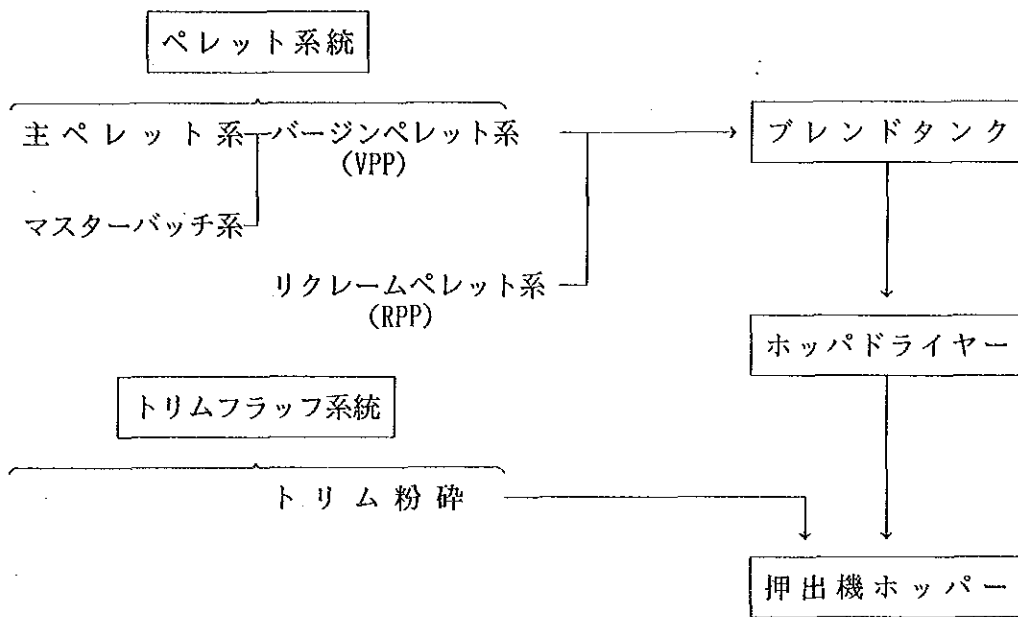 ペレット系統
主ペレット系 バージンペレット系 ブレンドタンク
(VPP)
マスターバッチ系
リクレームペレット系
(RPP)
ホッパドライヤー
トリムフラッフ系統
トリム粉砕
押出機ホッパー